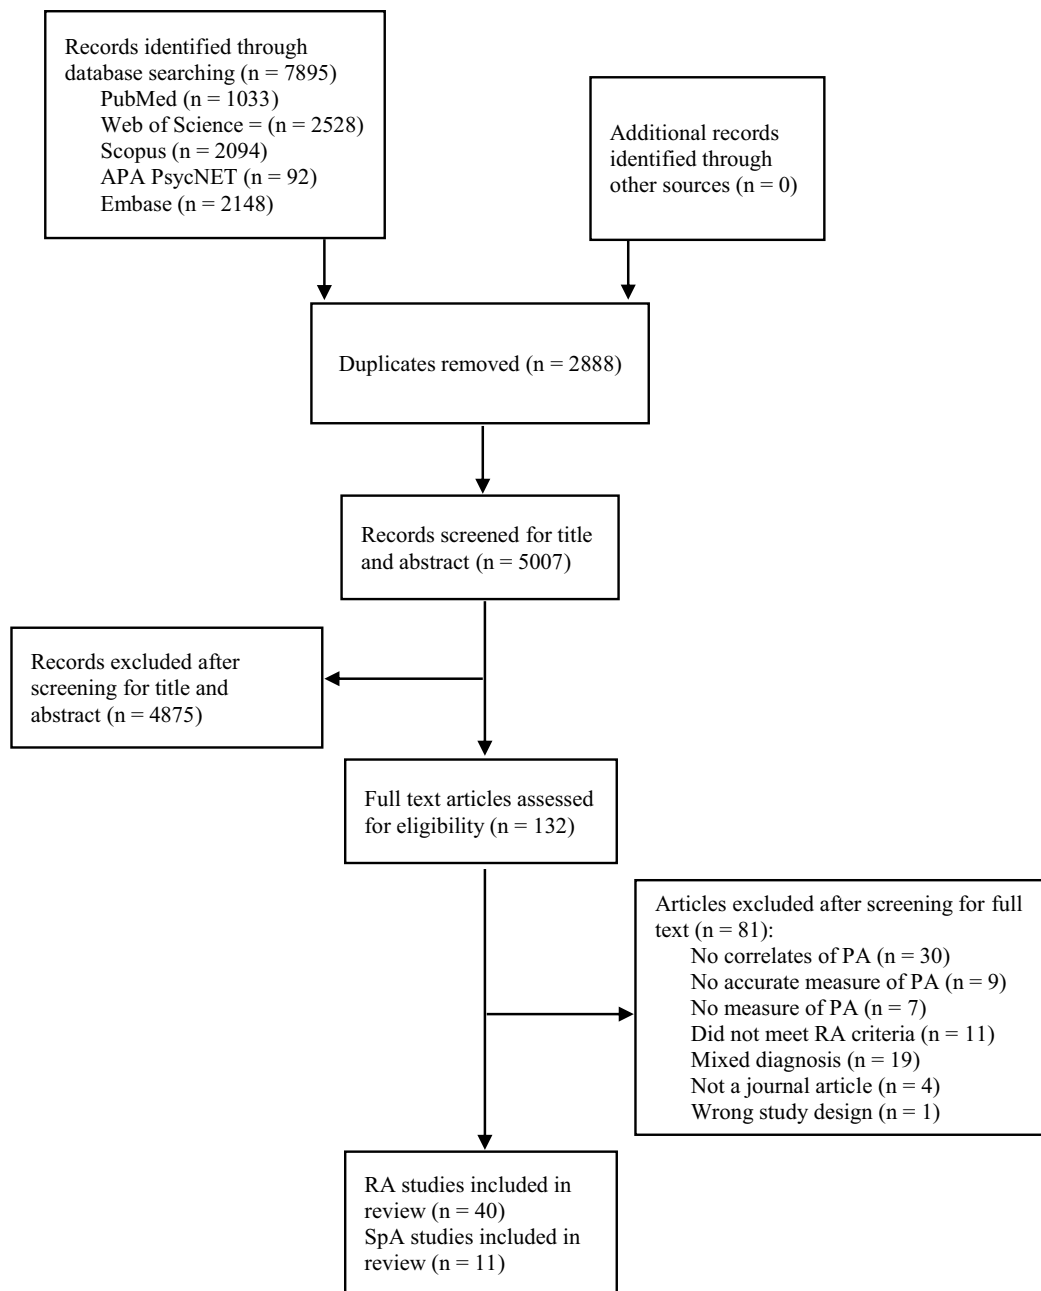 Records identified through
database searching (n = 7895)
PubMed (n = 1033)
Web of Science = (n = 2528)
Scopus (n = 2094)
APA PsycNET (n = 92)
Embase (n = 2148)
Additional records
identified through
other sources (n = 0)
Duplicates removed (n = 2888)
Records screened for title
and abstract (n = 5007)
Records excluded after
screening for title and
abstract (n = 4875)
Full text articles assessed
for eligibility (n = 132)
Articles excluded after screening for full
text (n = 81):
No correlates of PA (n = 30)
No accurate measure of PA (n = 9)
No measure of PA (n = 7)
Did not meet RA criteria (n = 11)
Mixed diagnosis (n = 19)
Not a journal article (n = 4)
Wrong study design (n = 1)
RA studies included in
review (n = 40)
SpA studies included in
review (n = 11)